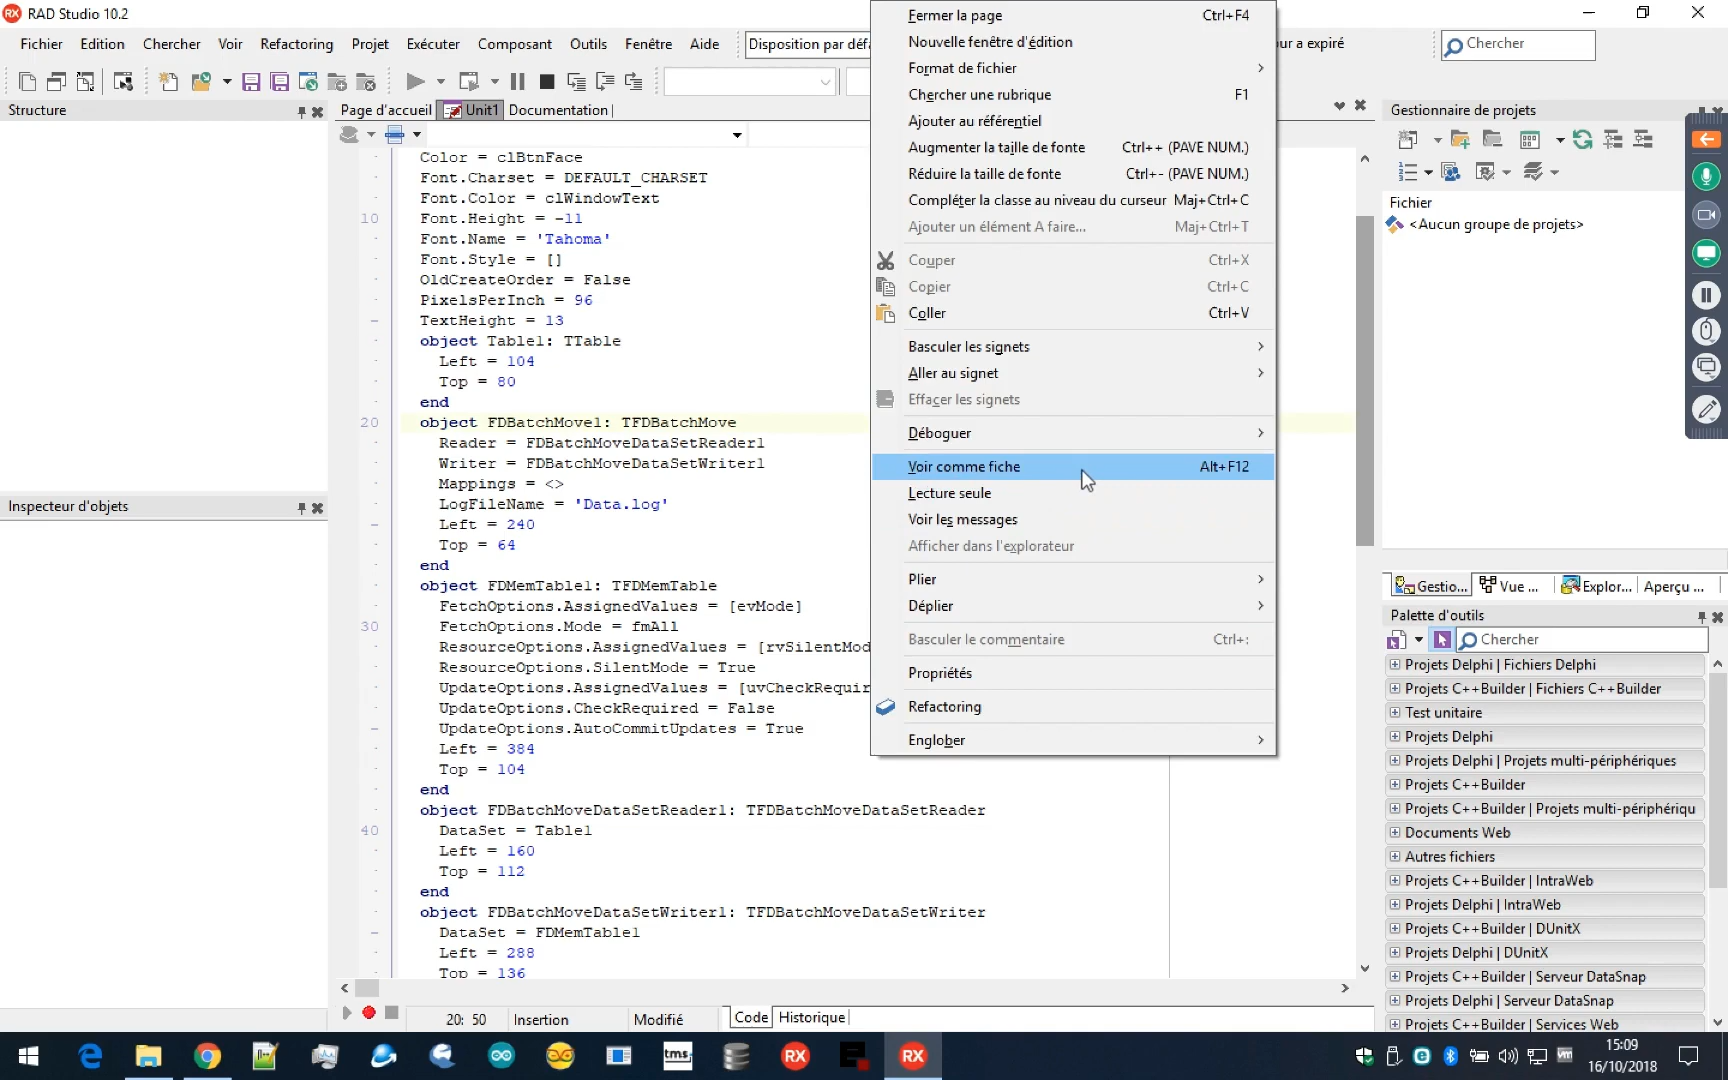 RAD Studio 10.2
Fichier Edition Chercher Voir Refactoring Projet Exécuter Composant Outils Fenêtre Aide
Disposition par défa
ur a expiré
Chercher
Structure
Page d'accueil Unit1 Documentation
Color = clBtnFace
Font.Charset = DEFAULT_CHARSET
Font.Color = clWindowText
10 Font.Height = -11
Font.Name = 'Tahoma'
Font.Style = []
OldCreateOrder = False
PixelsPerInch = 96
TextHeight = 13
object Table1: TTable
Left = 104
Top = 80
end
20 object FDBatchMove1: TFDBatchMove
Reader = FDBatchMoveDataSetReader1
Writer = FDBatchMoveDataSetWriter1
Mappings = <>
LogFileName = 'Data.log'
Left = 240
Top = 64
end
object FDMemTable1: TFDMemTable
FetchOptions.AssignedValues = [evMode]
30 FetchOptions.Mode = fmAll
ResourceOptions.AssignedValues = [rvSilentMod
ResourceOptions.SilentMode = True
UpdateOptions.AssignedValues = [uvCheckRequir
UpdateOptions.CheckRequired = False
UpdateOptions.AutoCommitUpdates = True
Left = 384
Top = 104
end
object FDBatchMoveDataSetReader1: TFDBatchMoveDataSetReader
40 DataSet = Table1
Left = 160
Top = 112
end
object FDBatchMoveDataSetWriter1: TFDBatchMoveDataSetWriter
DataSet = FDMemTable1
Left = 288
Top = 136
20: 50 Insertion Modifié Code Historique
Inspecteur d'objets
Fermer la page Ctrl+F4
Nouvelle fenêtre d'édition
Format de fichier
Chercher une rubrique F1
Ajouter au référentiel
Augmenter la taille de fonte Ctrl++ (PAVE NUM.)
Réduire la taille de fonte Ctrl+- (PAVE NUM.)
Compléter la classe au niveau du curseur Maj+Ctrl+C
Ajouter un élément A faire... Maj+Ctrl+T
Couper Ctrl+X
Copier Ctrl+C
Coller Ctrl+V
Basculer les signets
Aller au signet
Effacer les signets
Déboguer
Voir comme fiche Alt+F12
Lecture seule
Voir les messages
Afficher dans l'explorateur
Plier
Déplier
Basculer le commentaire Ctrl+:
Propriétés
Refactoring
Englober
Gestionnaire de projets
Fichier
<Aucun groupe de projets>
Gestio... Vue ... Explor... Aperçu ...
Palette d'outils
Chercher
Projets Delphi | Fichiers Delphi
Projets C++Builder | Fichiers C++Builder
Test unitaire
Projets Delphi
Projets Delphi | Projets multi-périphériques
Projets C++Builder
Projets C++Builder | Projets multi-périphériqu
Documents Web
Autres fichiers
Projets C++Builder | IntraWeb
Projets Delphi | IntraWeb
Projets C++Builder | DUnitX
Projets Delphi | DUnitX
Projets C++Builder | Serveur DataSnap
Projets Delphi | Serveur DataSnap
Projets C++Builder | Services Web
tms
RX
RX
15:09
16/10/2018